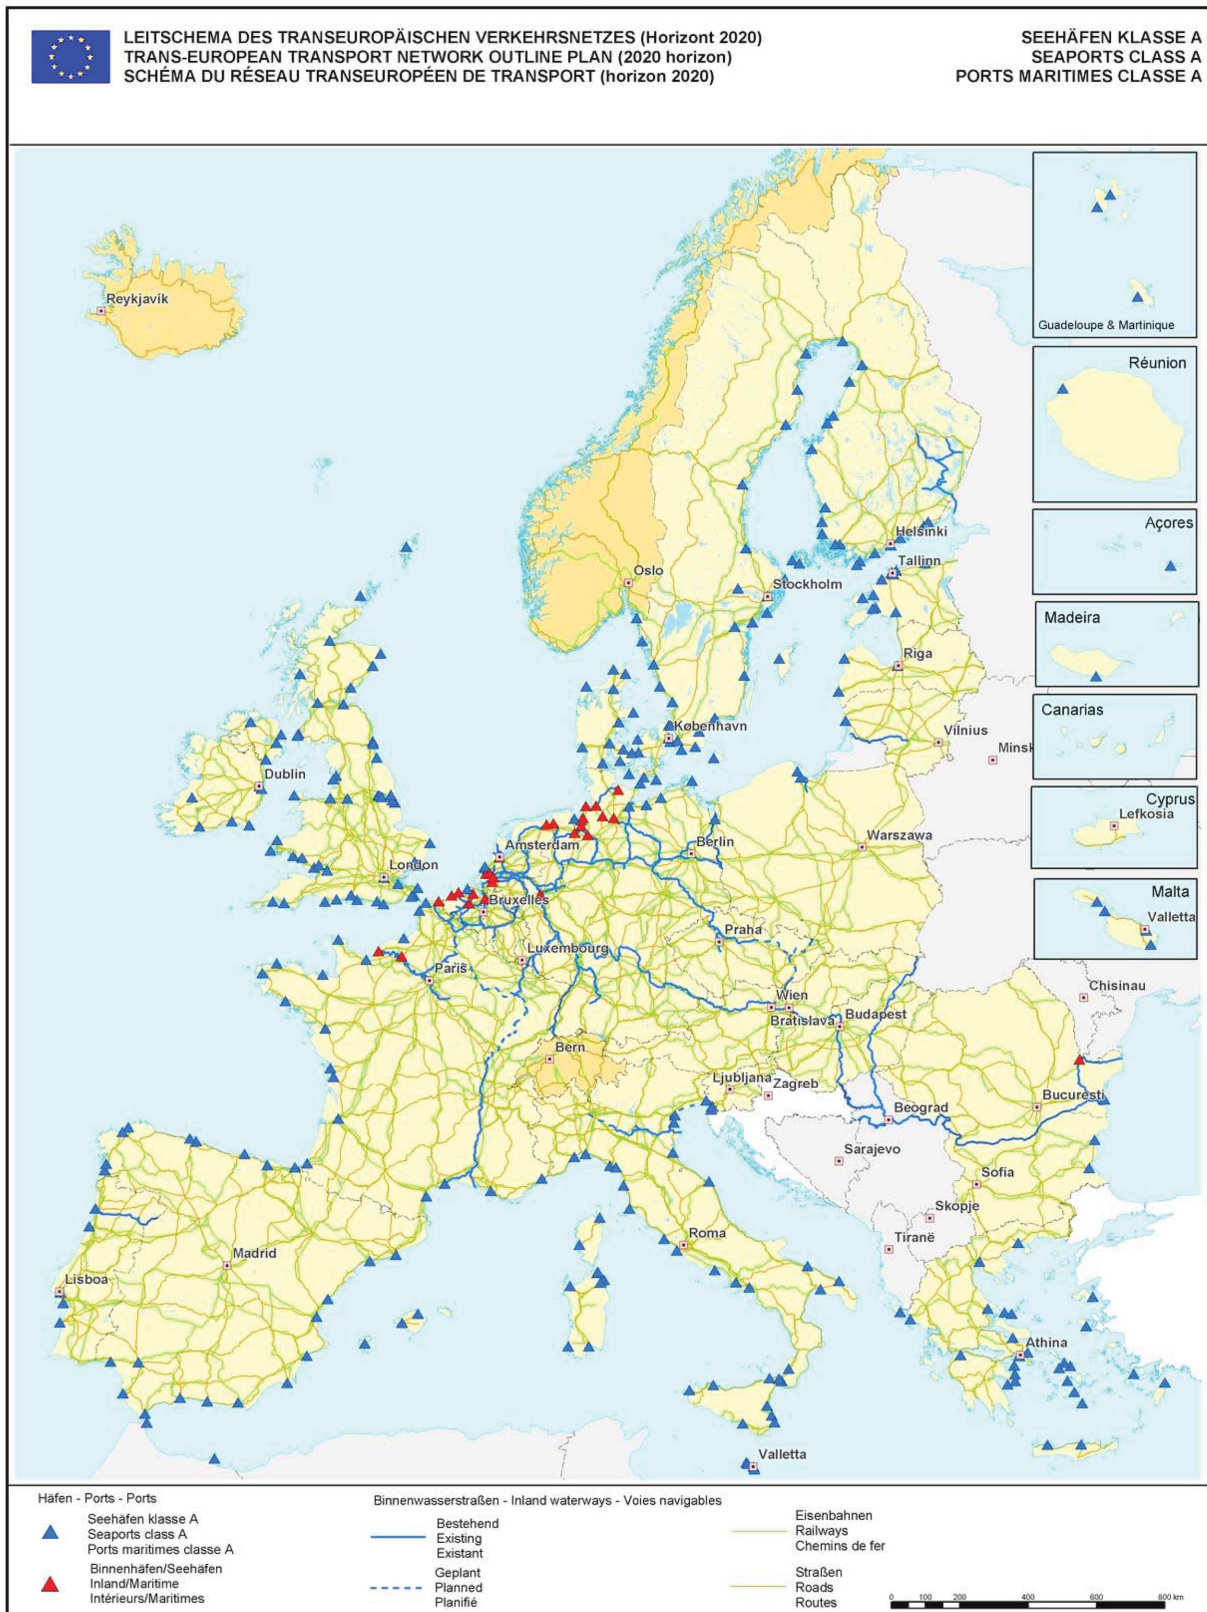 LEITSCHEMA DES TRANSEUROPÄISCHEN VERKEHRSNETZES (Horizont 2020)
TRANS-EUROPEAN TRANSPORT NETWORK OUTLINE PLAN (2020 horizon)
SCHÉMA DU RÉSEAU TRANSEUROPÉEN DE TRANSPORT (horizon 2020)
SEEHÄFEN KLASSE A
SEAPORTS CLASS A
PORTS MARITIMES CLASSE A
Guadeloupe & Martinique
Reykjavík
Réunion
Açores
Helsinki
Tallinn
Oslo
Stockholm
Madeira
Riga
Canarias
København
Vilnius
Minsk
Dublin
Cyprus
Lefkosia
Amsterdam
Berlin
Warszawa
London
Malta
Valletta
Bruxelles
Praha
Luxembourg
Paris
Chisinau
Wien
Bratislava
Budapest
Bern
Ljubljana
Zagreb
Bucuresti
Beograd
Sarajevo
Sofia
Skopje
Roma
Tiranë
Madrid
Lisboa
Athina
Valletta
Häfen - Ports - Ports
Seehäfen klasse A
Seaports class A
Ports maritimes classe A
Binnenhäfen/Seehäfen
Inland/Maritime
Intérieurs/Maritimes
Binnenwasserstraßen - Inland waterways - Voies navigables
Bestehend
Existing
Existant
Geplant
Planned
Planifié
Eisenbahnen
Railways
Chemins de fer
Straßen
Roads
Routes
0 100 200 400 600 800 km